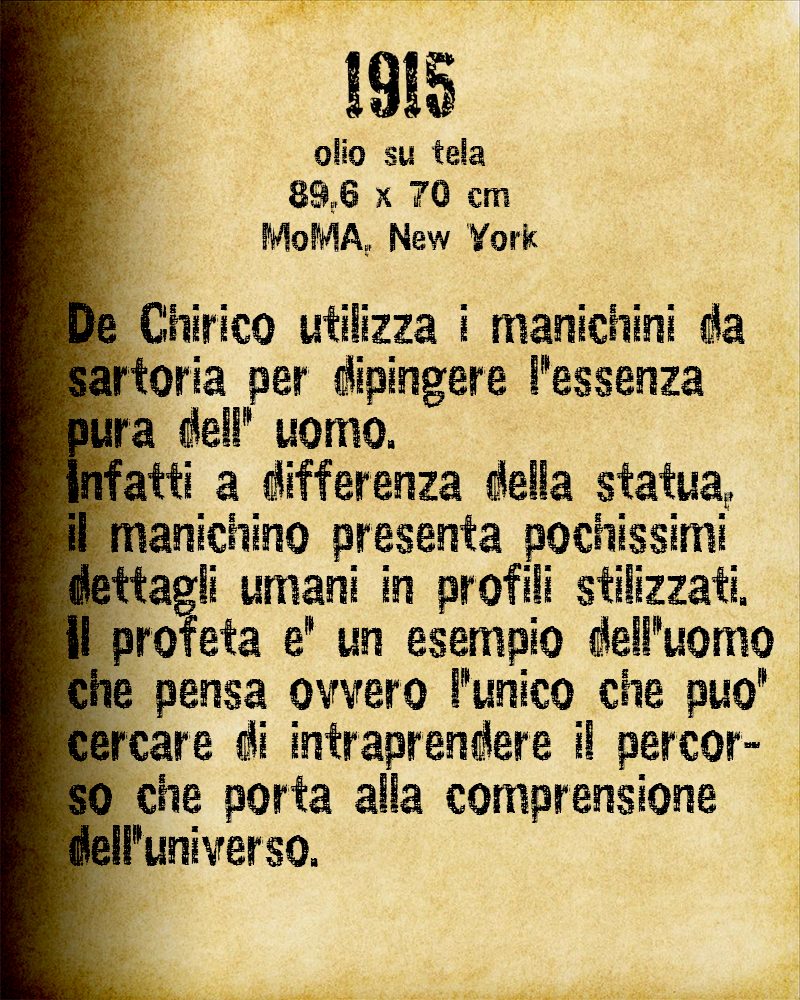 1915
olio su tela
89,6 x 70 cm
MoMA, New York
De Chirico utilizza i manichini da
sartoria per dipingere l'essenza
pura dell' uomo.
Infatti a differenza della statua,
il manichino presenta pochissimi
dettagli umani in profili stilizzati.
Il profeta e' un esempio dell'uomo
che pensa ovvero l'unico che puo'
cercare di intraprendere il percor-
so che porta alla comprensione
dell'universo.